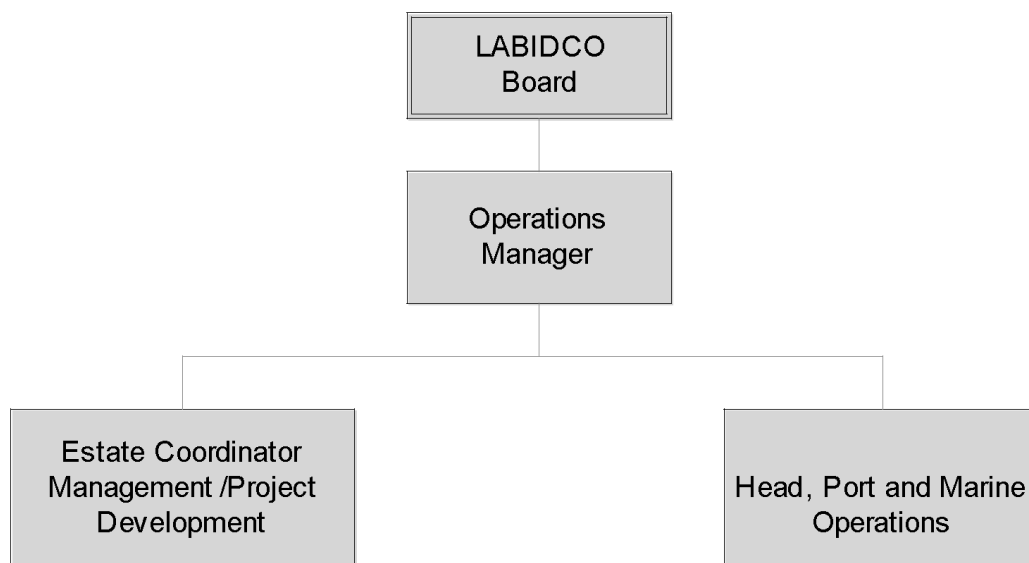 LABIDCO
Board
Operations
Manager
Estate Coordinator
Management /Project
Development
Head, Port and Marine
Operations